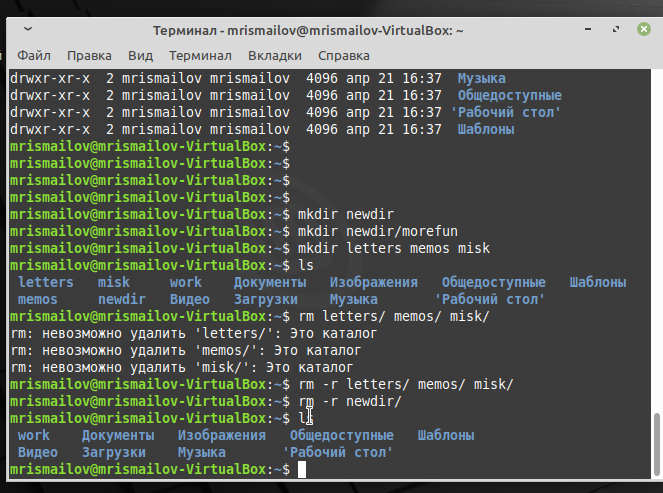 Терминал - mrismailov@mrismailov-VirtualBox: ~
Файл Правка Вид Терминал Вкладки Справка
drwxr-xr-x 2 mrismailov mrismailov 4096 апр 21 16:37 Музыка
drwxr-xr-x 2 mrismailov mrismailov 4096 апр 21 16:37 Общедоступные
drwxr-xr-x 2 mrismailov mrismailov 4096 апр 21 16:37 'Рабочий стол'
drwxr-xr-x 2 mrismailov mrismailov 4096 апр 21 16:37 Шаблоны
mrismailov@mrismailov-VirtualBox:~$
mrismailov@mrismailov-VirtualBox:~$
mrismailov@mrismailov-VirtualBox:~$
mrismailov@mrismailov-VirtualBox:~$
mrismailov@mrismailov-VirtualBox:~$ mkdir newdir
mrismailov@mrismailov-VirtualBox:~$ mkdir newdir/morefun
mrismailov@mrismailov-VirtualBox:~$ mkdir letters memos misk
mrismailov@mrismailov-VirtualBox:~$ ls
letters misk work Документы Изображения Общедоступные Шаблоны
memos newdir Видео Загрузки Музыка 'Рабочий стол'
mrismailov@mrismailov-VirtualBox:~$ rm letters/ memos/ misk/
rm: невозможно удалить 'letters/': Это каталог
rm: невозможно удалить 'memos/': Это каталог
rm: невозможно удалить 'misk/': Это каталог
mrismailov@mrismailov-VirtualBox:~$ rm -r letters/ memos/ misk/
mrismailov@mrismailov-VirtualBox:~$ rm -r newdir/
mrismailov@mrismailov-VirtualBox:~$ ls
work Документы Изображения Общедоступные Шаблоны
Видео Загрузки Музыка 'Рабочий стол'
mrismailov@mrismailov-VirtualBox:~$